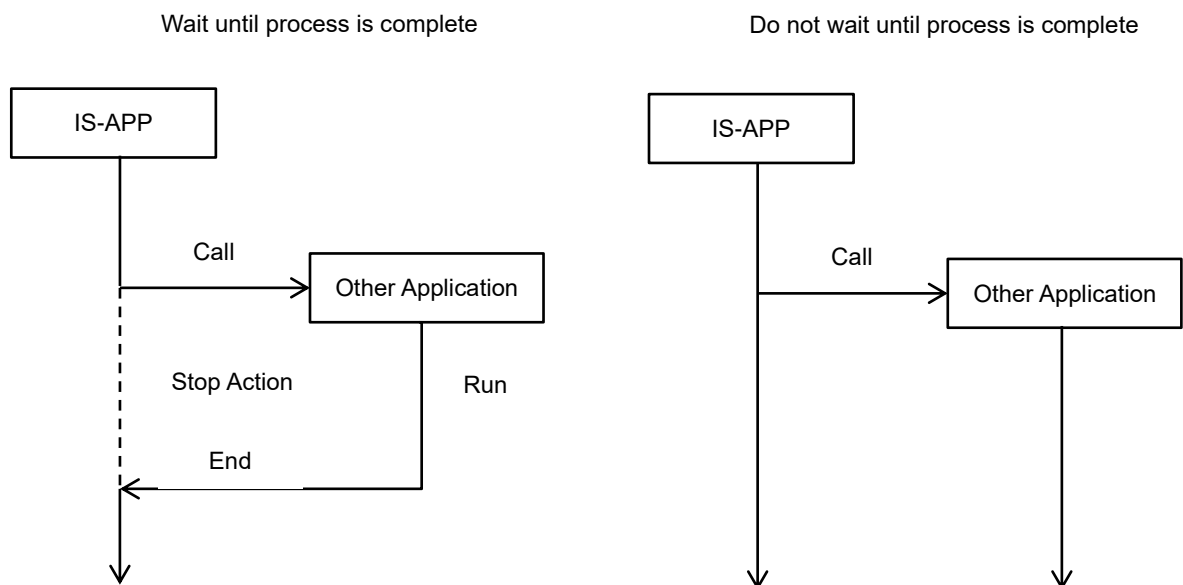 Wait until process is complete
IS-APP
Call
Other Application
Stop Action
Run
End
Do not wait until process is complete
IS-APP
Call
Other Application